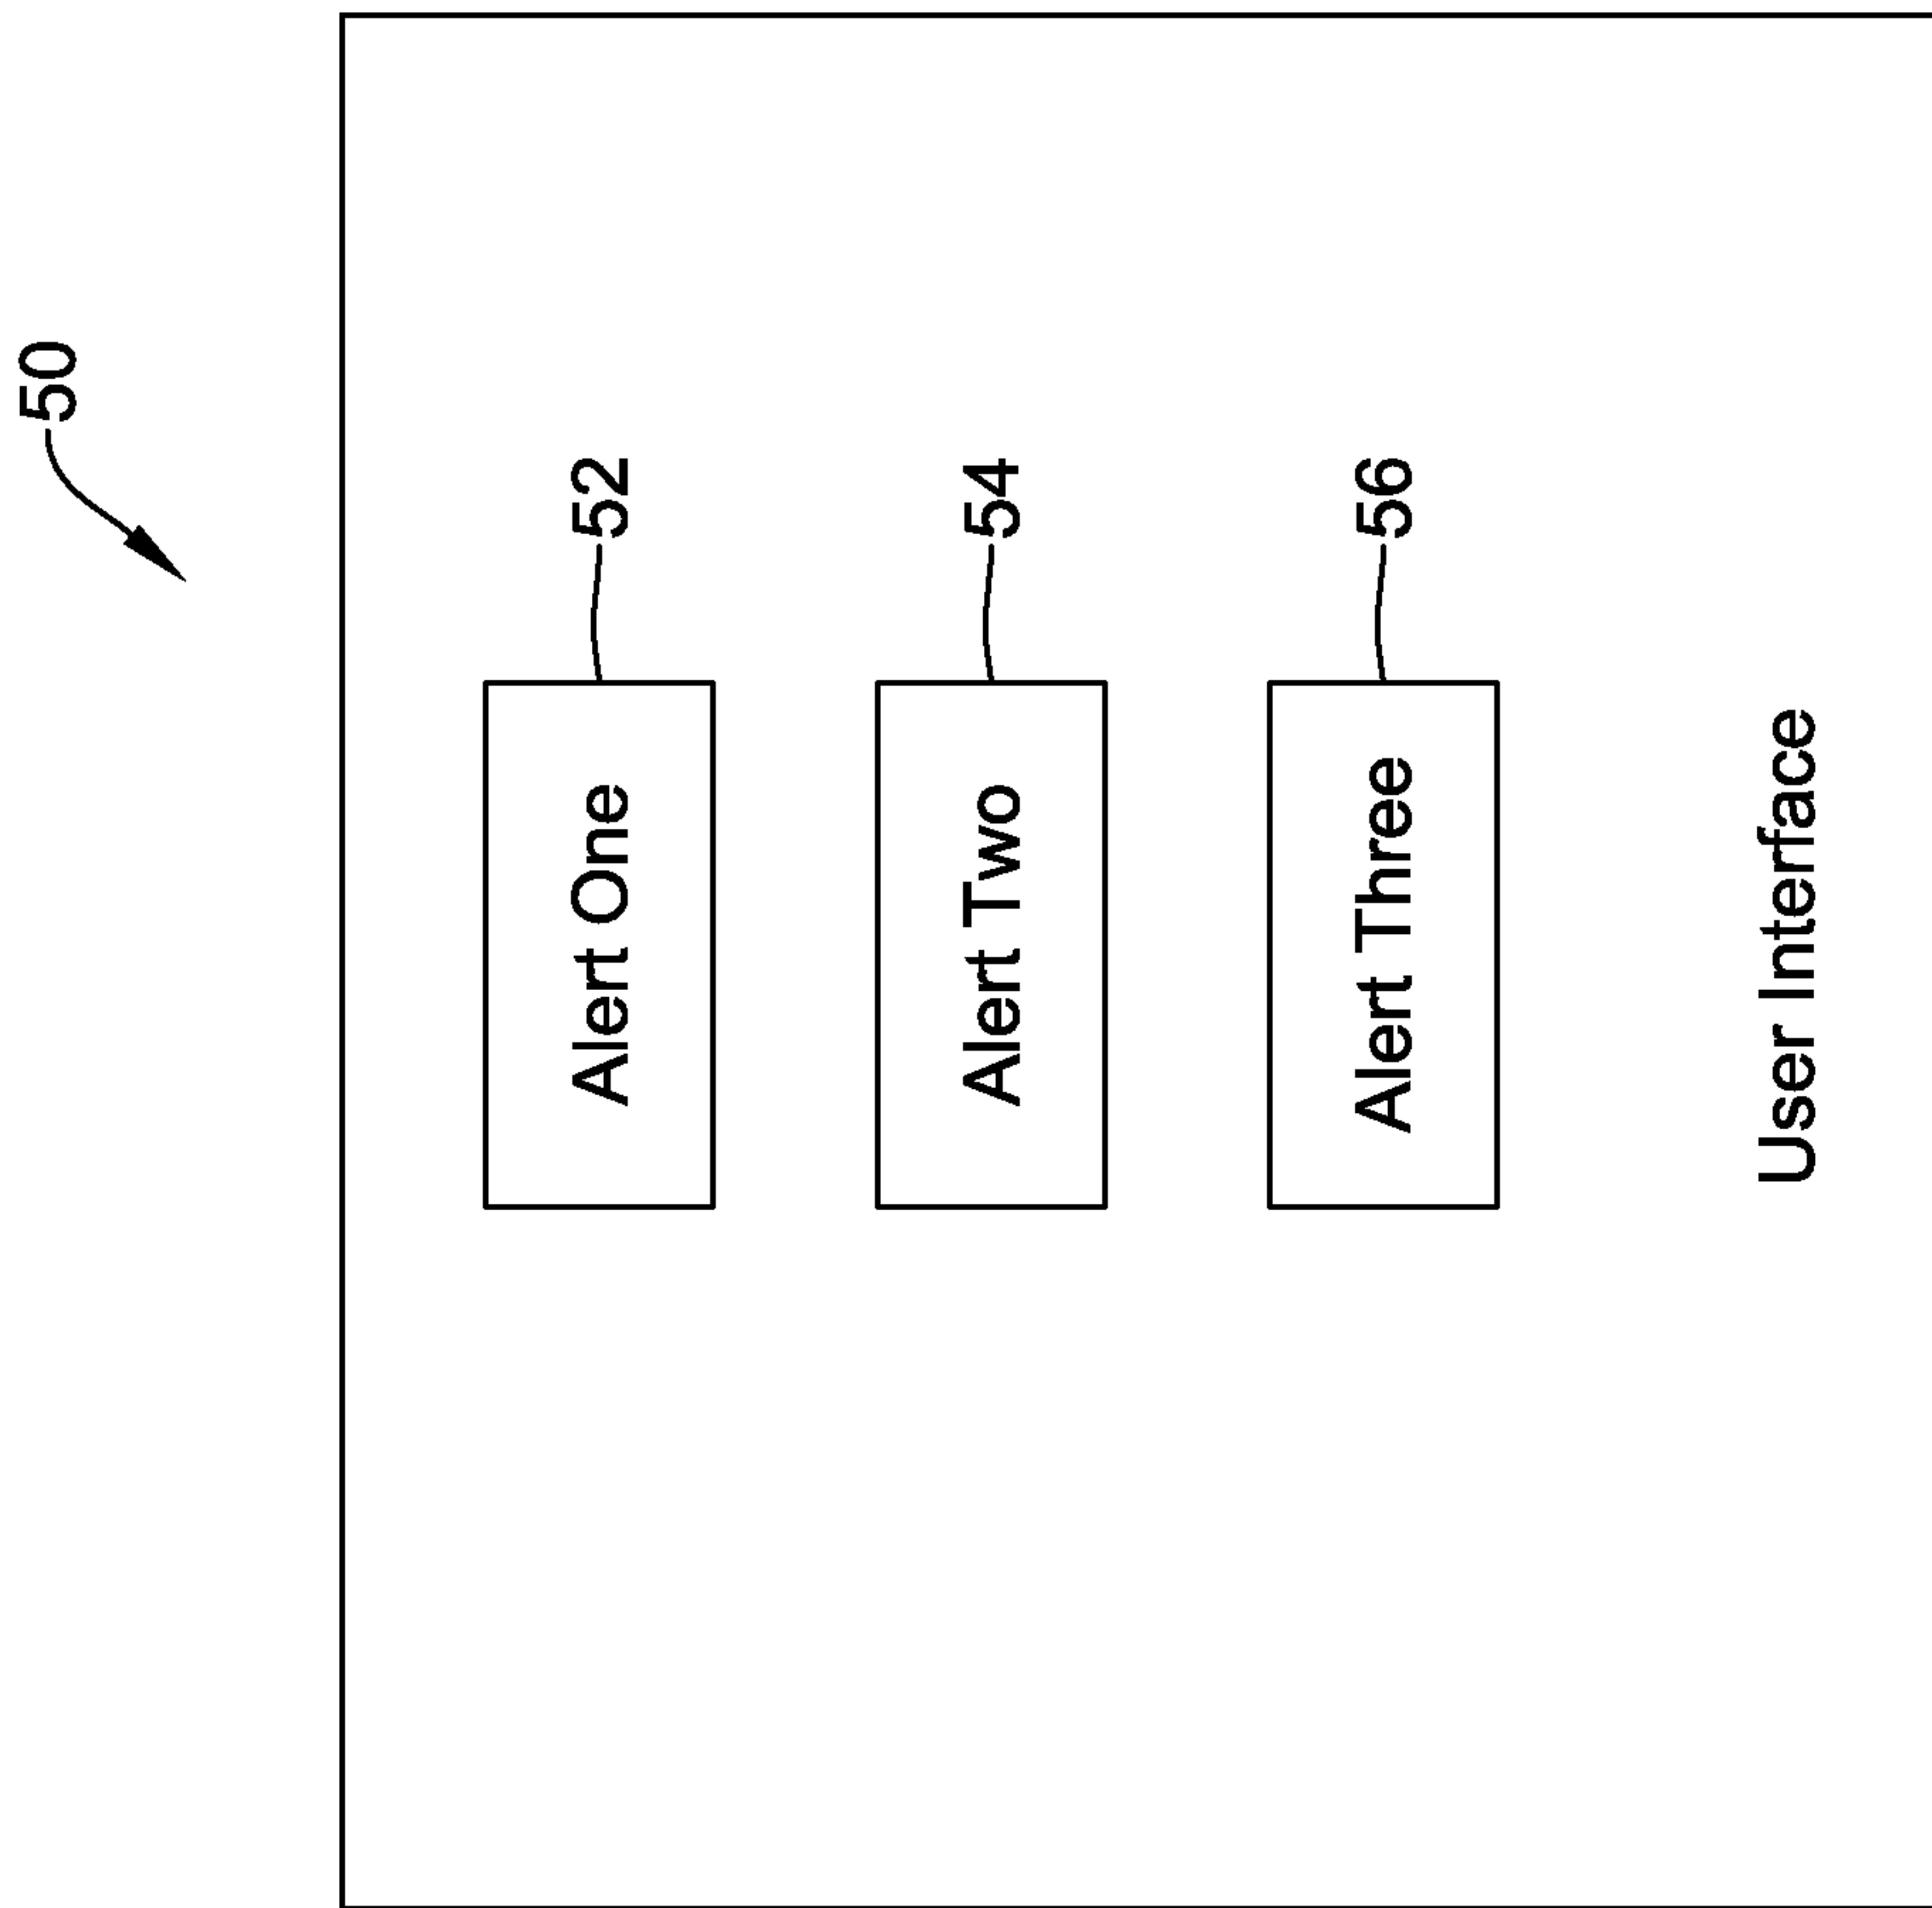 50
Alert One
52
Alert Two
54
Alert Three
56
User Interface